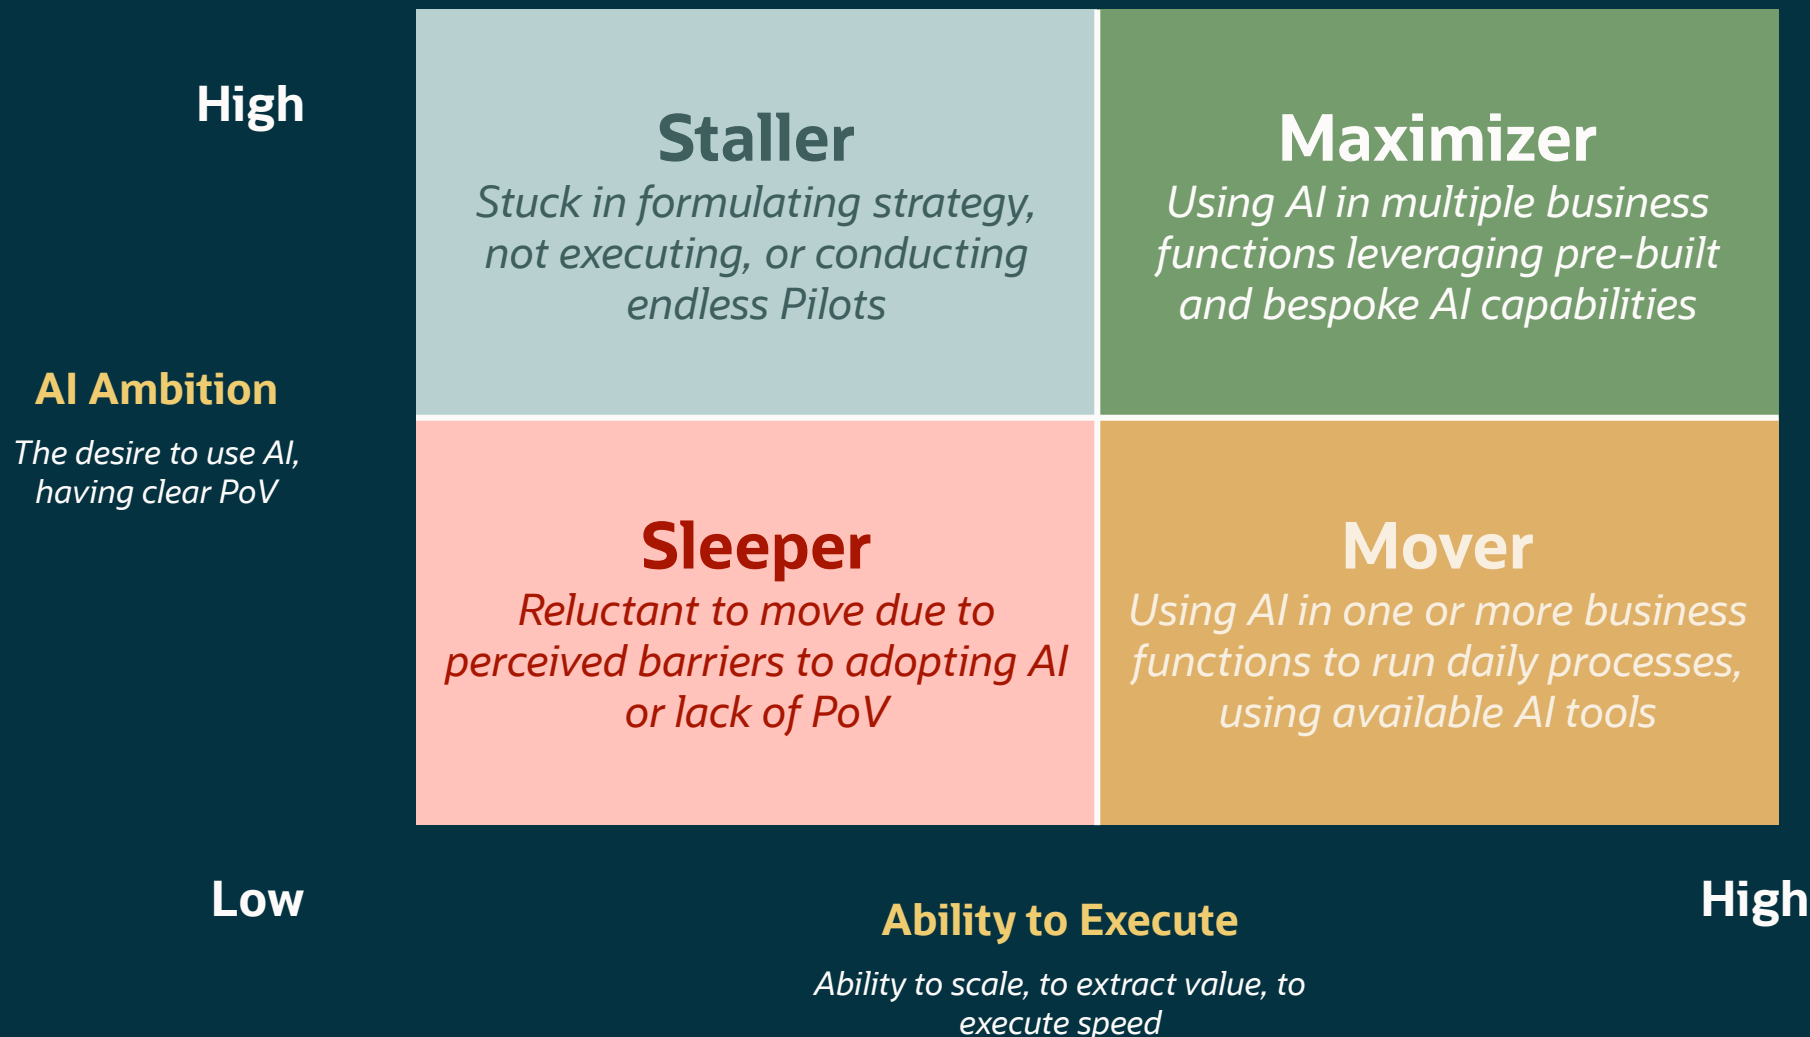 High
Staller
Stuck in formulating strategy,
not executing, or conducting
endless Pilots
Maximizer
Using AI in multiple business
functions leveraging pre-built
and bespoke AI capabilities
AI Ambition
The desire to use AI,
having clear PoV
Sleeper
Reluctant to move due to
perceived barriers to adopting AI
or lack of PoV
Mover
Using AI in one or more business
functions to run daily processes,
using available AI tools
Low
Ability to Execute
Ability to scale, to extract value, to
execute speed
High